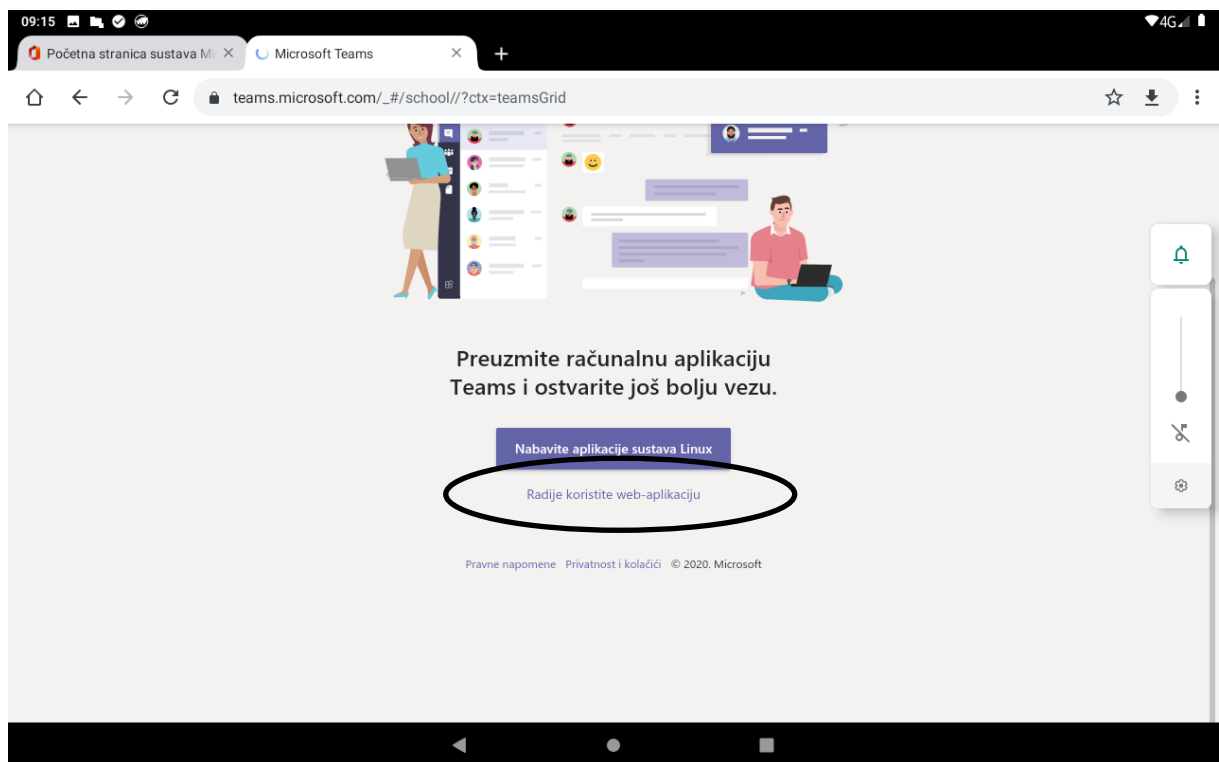 09:15
4G
Početna stranica sustava Mi
Microsoft Teams
teams.microsoft.com/_#/school//?ctx=teamsGrid
Preuzmite računalnu aplikaciju
Teams i ostvarite još bolju vezu.
Nabavite aplikacije sustava Linux
Radije koristite web-aplikaciju
Pravne napomene Privatnost i kolačići © 2020. Microsoft